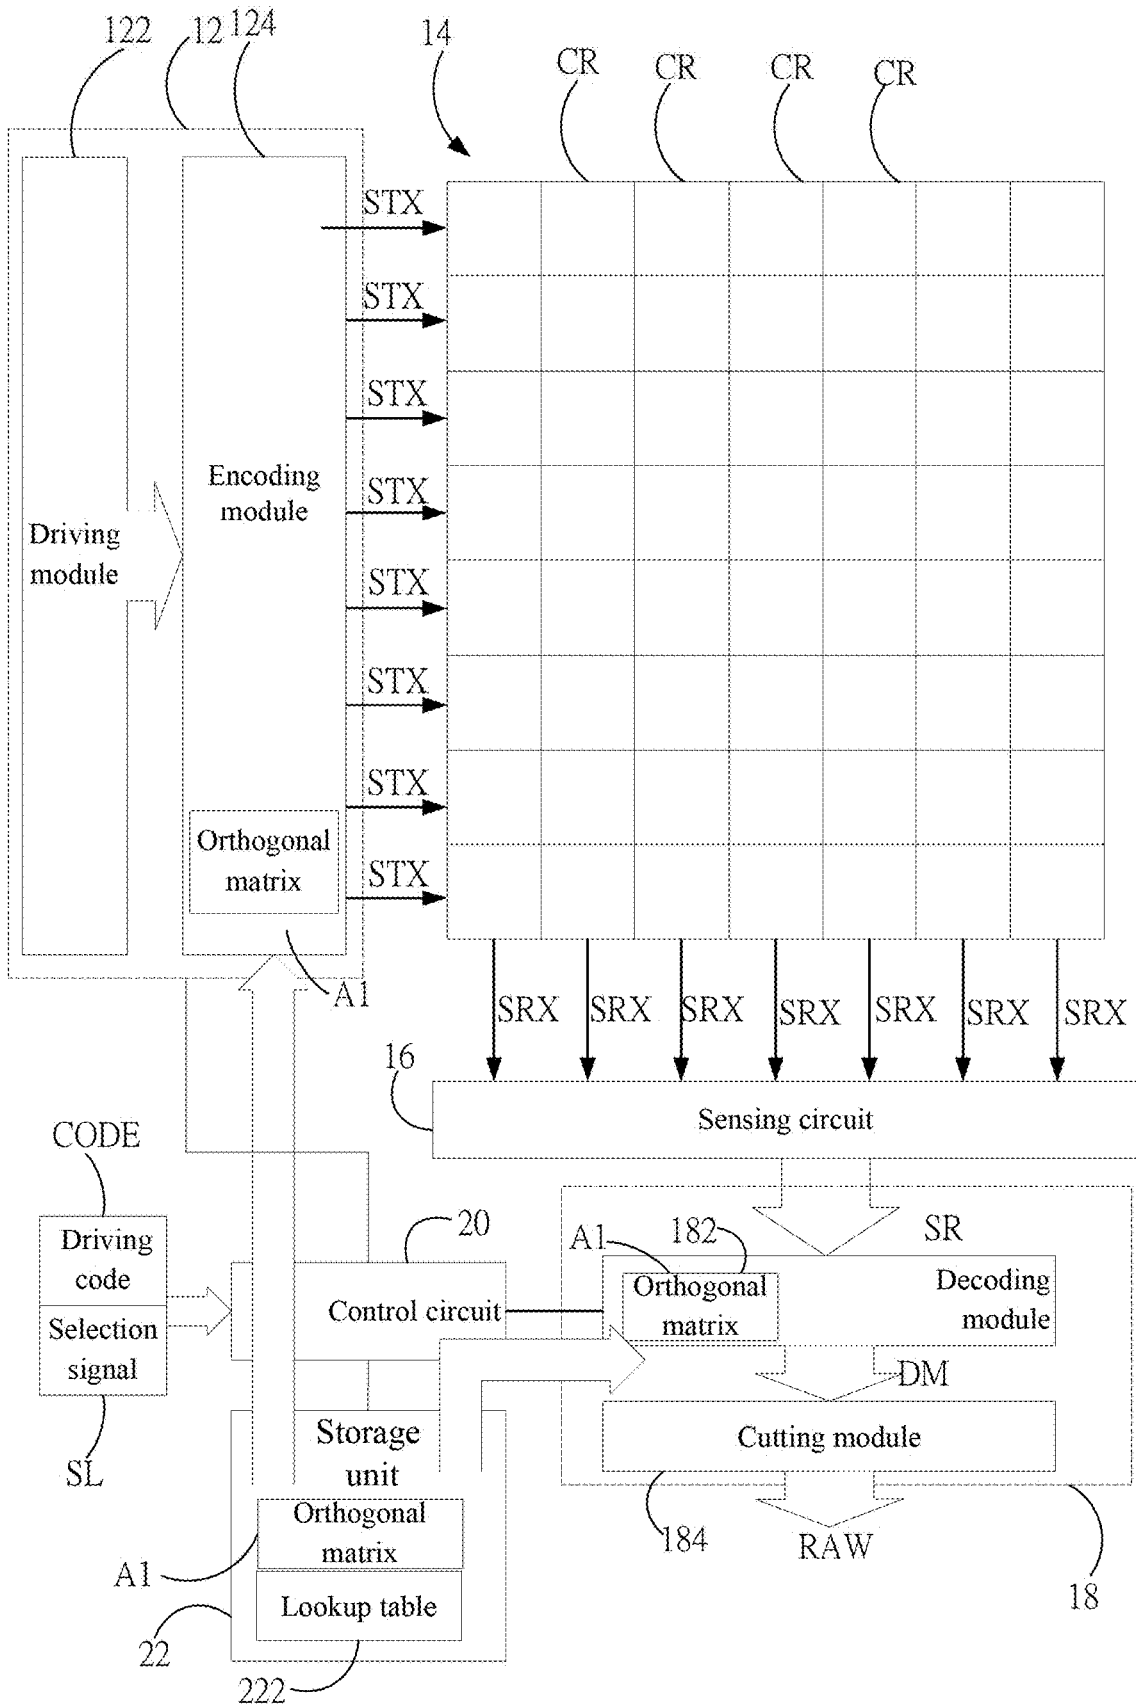 122
12
124
14
CR
CR
CR
CR
STX
STX
STX
STX
STX
STX
STX
STX
Driving
module
Encoding
module
Orthogonal
matrix
A1
SRX
SRX
SRX
SRX
SRX
SRX
SRX
16
Sensing circuit
CODE
Driving
code
Selection
signal
SL
20
Control circuit
A1
182
SR
Orthogonal
matrix
Decoding
module
DM
Cutting module
184
RAW
18
Storage
unit
Orthogonal
matrix
A1
Lookup table
22
222